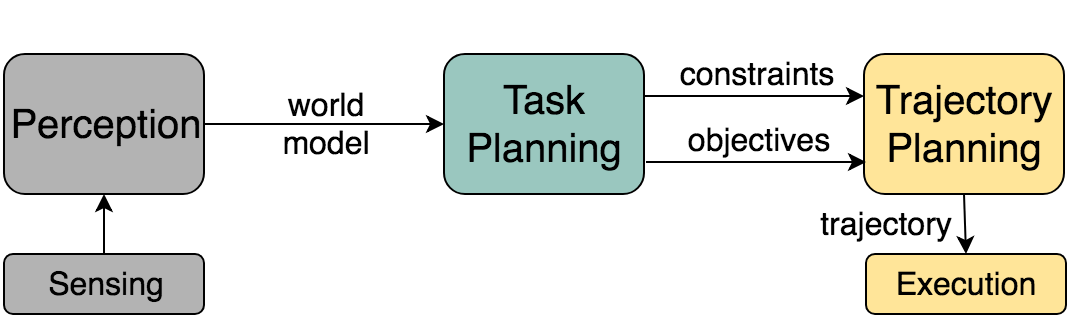 Perception
world
model
Task
Planning
constraints
objectives
Trajectory
Planning
trajectory
Sensing
Execution